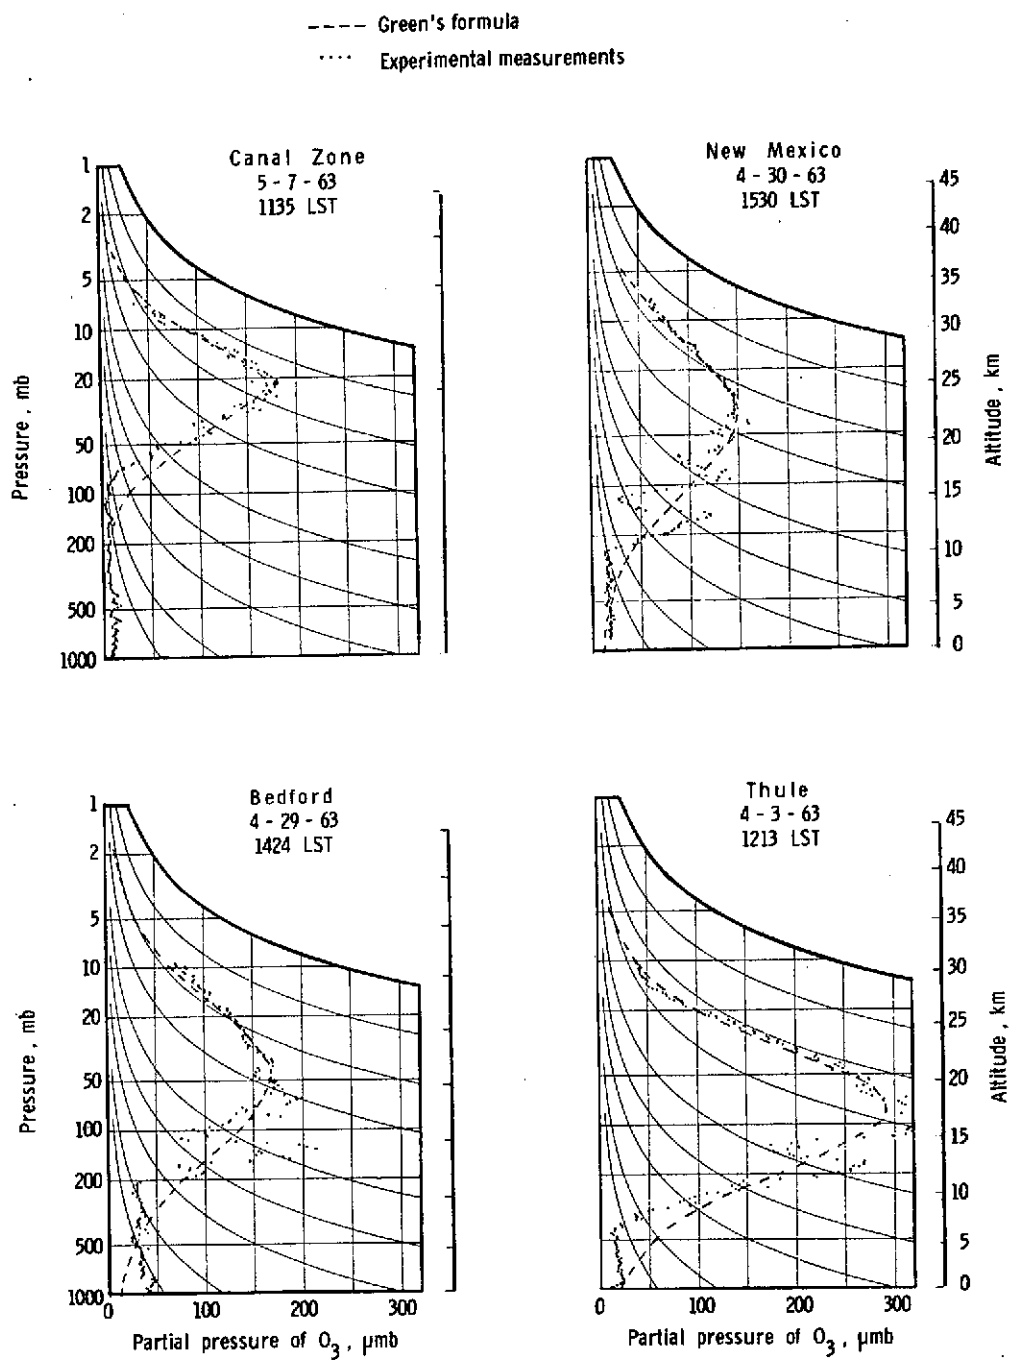 ---- Green's formula
.... Experimental measurements
Canal Zone
5 - 7 - 63
1135 LST
New Mexico
4 - 30 - 63
1530 LST
1
2
5
10
20
50
100
200
500
1000
Pressure, mb
45
40
35
30
25
20
15
10
5
0
Altitude, km
Bedford
4 - 29 - 63
1424 LST
Thule
4 - 3 - 63
1213 LST
1
2
5
10
20
50
100
200
500
1000
Pressure, mb
45
40
35
30
25
20
15
10
5
0
Altitude, km
0 100 200 300
Partial pressure of O3, μmb
0 100 200 300
Partial pressure of O3, μmb